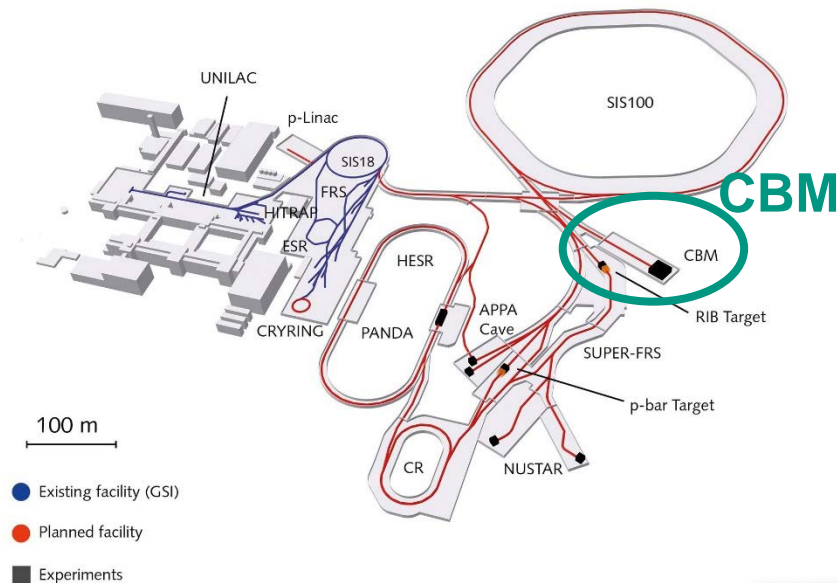 UNILAC
p-Linac
SIS100
SIS18
CBM
FRS
HITRAP
ESR
HESR
CBM
CRYRING
PANDA
APPA
Cave
RIB Target
SUPER-FRS
p-bar Target
100 m
CR
NUSTAR
Existing facility (GSI)
Planned facility
Experiments